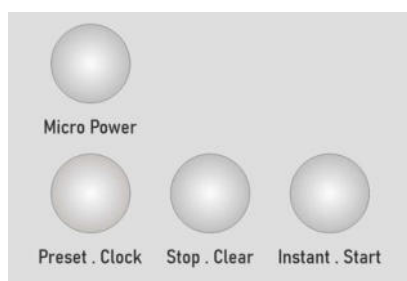 Micro Power
Preset . Clock Stop . Clear Instant . Start